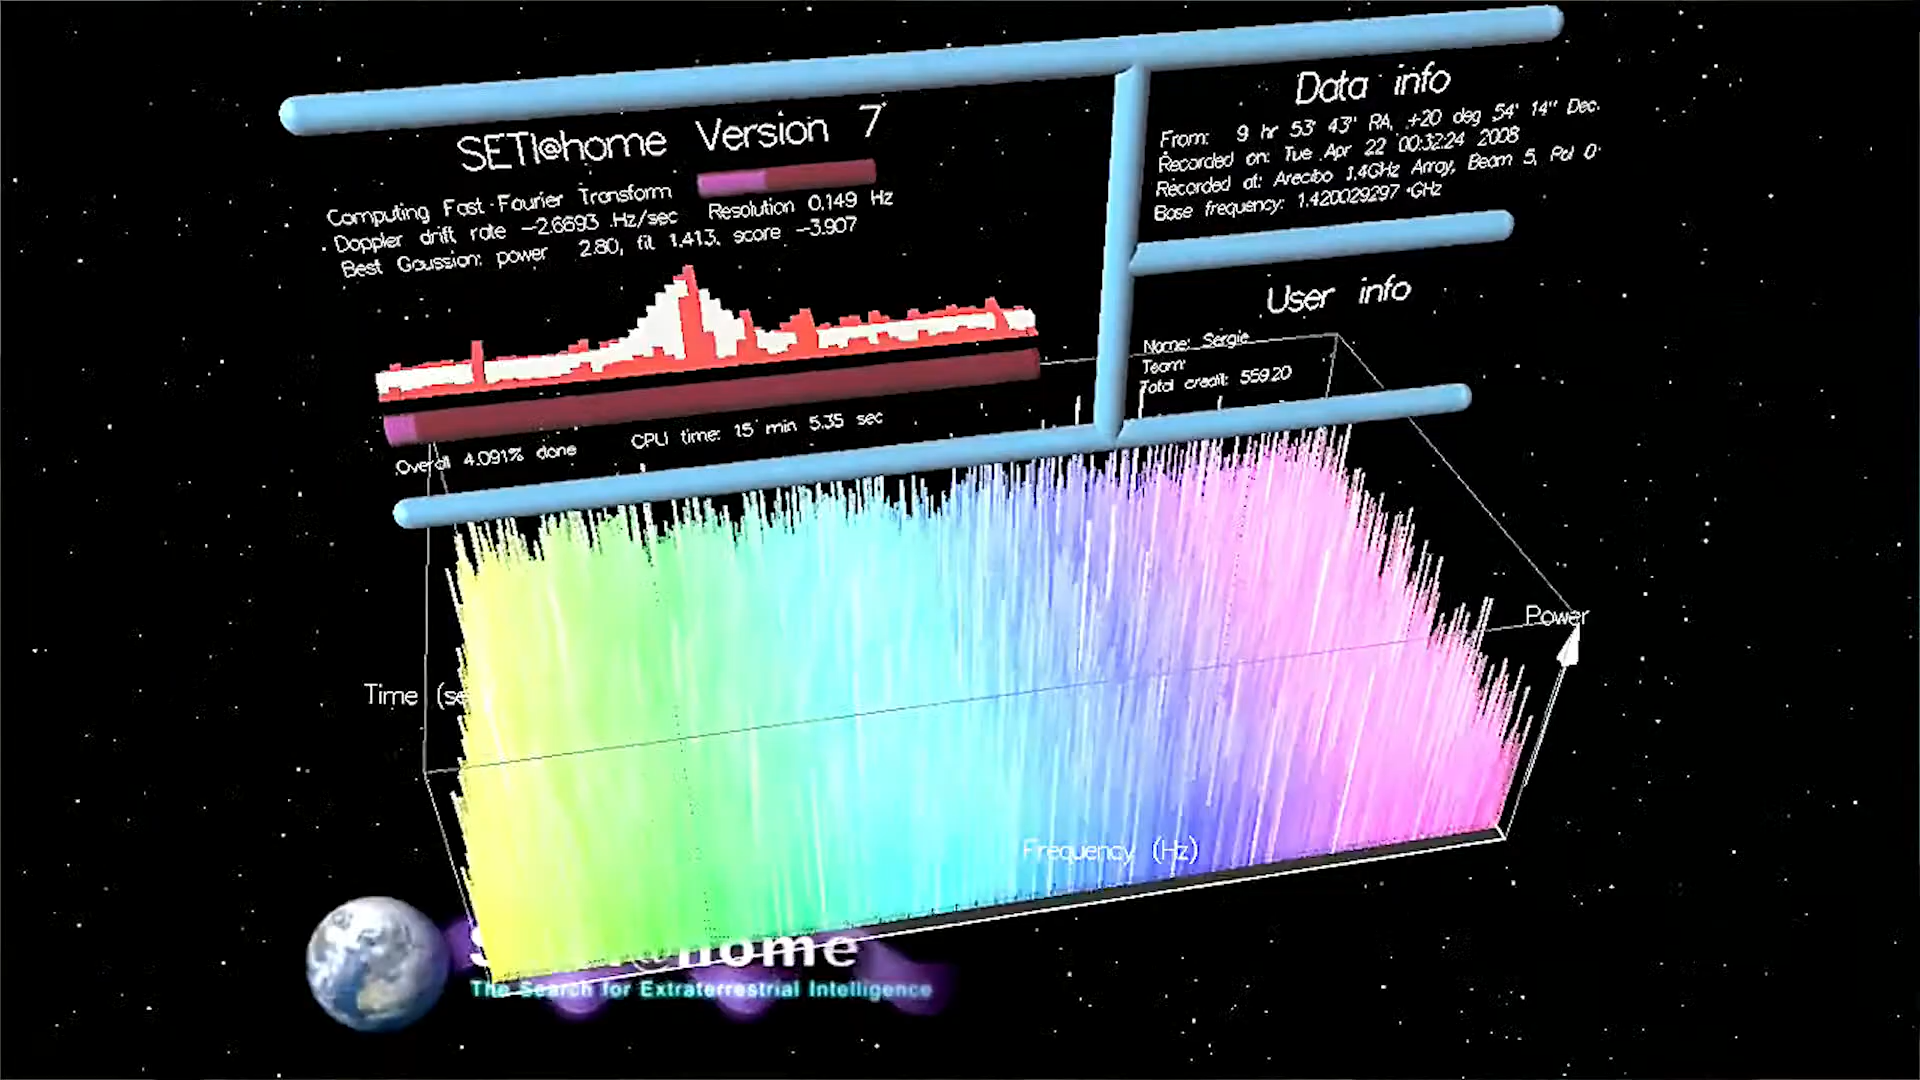 SETI@home Version 7
Computing Fast Fourier Transform
Doppler drift rate -2.6693 Hz/sec Resolution 0.149 Hz
Best Gaussian: power 2.80, fit 1.413, score -3.907
Overall 4.091% done CPU time: 15 min 5.35 sec
Data info
From: 9 hr 53' 43" RA, +20 deg 54' 14" Dec.
Recorded on: Tue Apr 22 00:32:24 2008
Recorded at: Arecibo 1.4GHz Array, Beam 5, Pol 0
Base frequency: 1.420029297 GHz
User info
Name: Sergie
Team:
Total credit: 559.20
Power
Time (se
Frequency (Hz)
@home
The Search for Extraterrestrial Intelligence